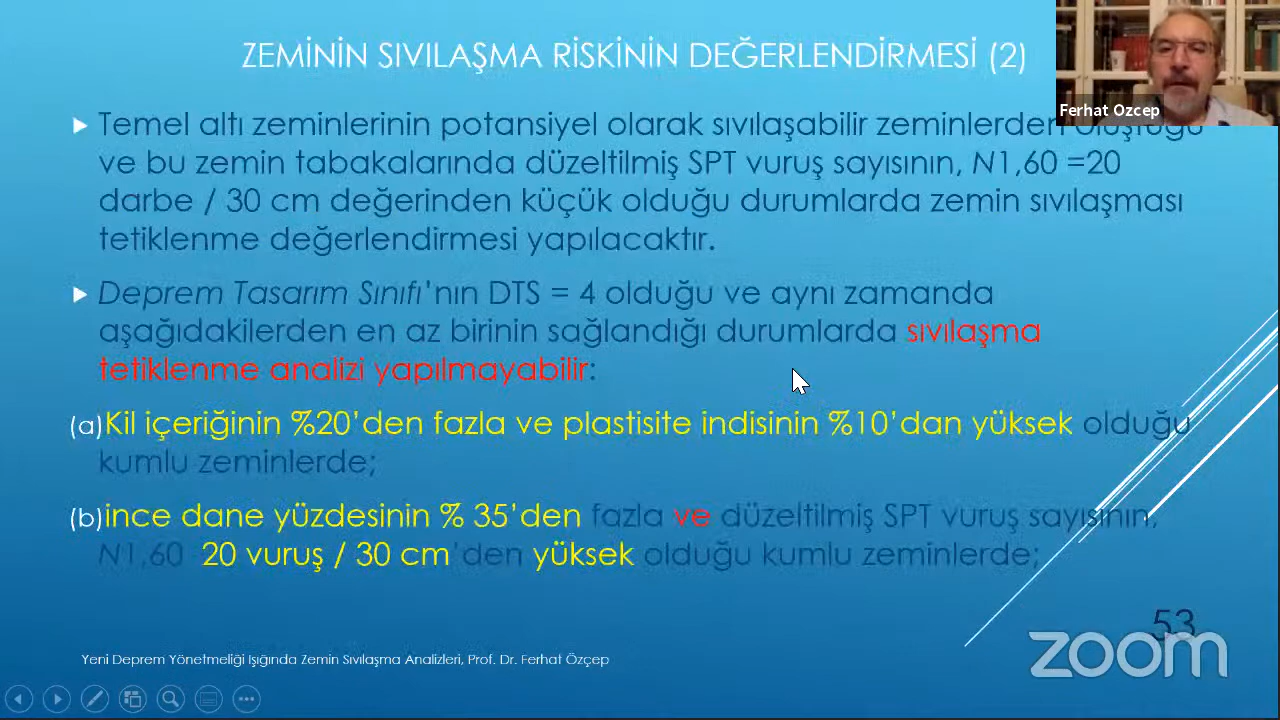 ZEMİNİN SIVILAŞMA RİSKİNİN DEĞERLENDİRMESİ (2)
Ferhat Ozcep
Temel altı zeminlerinin potansiyel olarak sıvılaşabilir zeminlerden oluştuğu
ve bu zemin tabakalarında düzeltilmiş SPT vuruş sayısının, N1,60 =20
darbe / 30 cm değerinden küçük olduğu durumlarda zemin sıvılaşması
tetiklenme değerlendirmesi yapılacaktır.
Deprem Tasarım Sınıfı'nın DTS = 4 olduğu ve aynı zamanda
aşağıdakilerden en az birinin sağlandığı durumlarda sıvılaşma
tetiklenme analizi yapılmayabilir:
(a)Kil içeriğinin %20'den fazla ve plastisite indisinin %10'dan yüksek olduğu
kumlu zeminlerde;
(b)ince dane yüzdesinin % 35'den fazla ve düzeltilmiş SPT vuruş sayısının,
N1,60 20 vuruş / 30 cm'den yüksek olduğu kumlu zeminlerde;
53
zoom
Yeni Deprem Yönetmeliği Işığında Zemin Sıvılaşma Analizleri, Prof. Dr. Ferhat Özçep